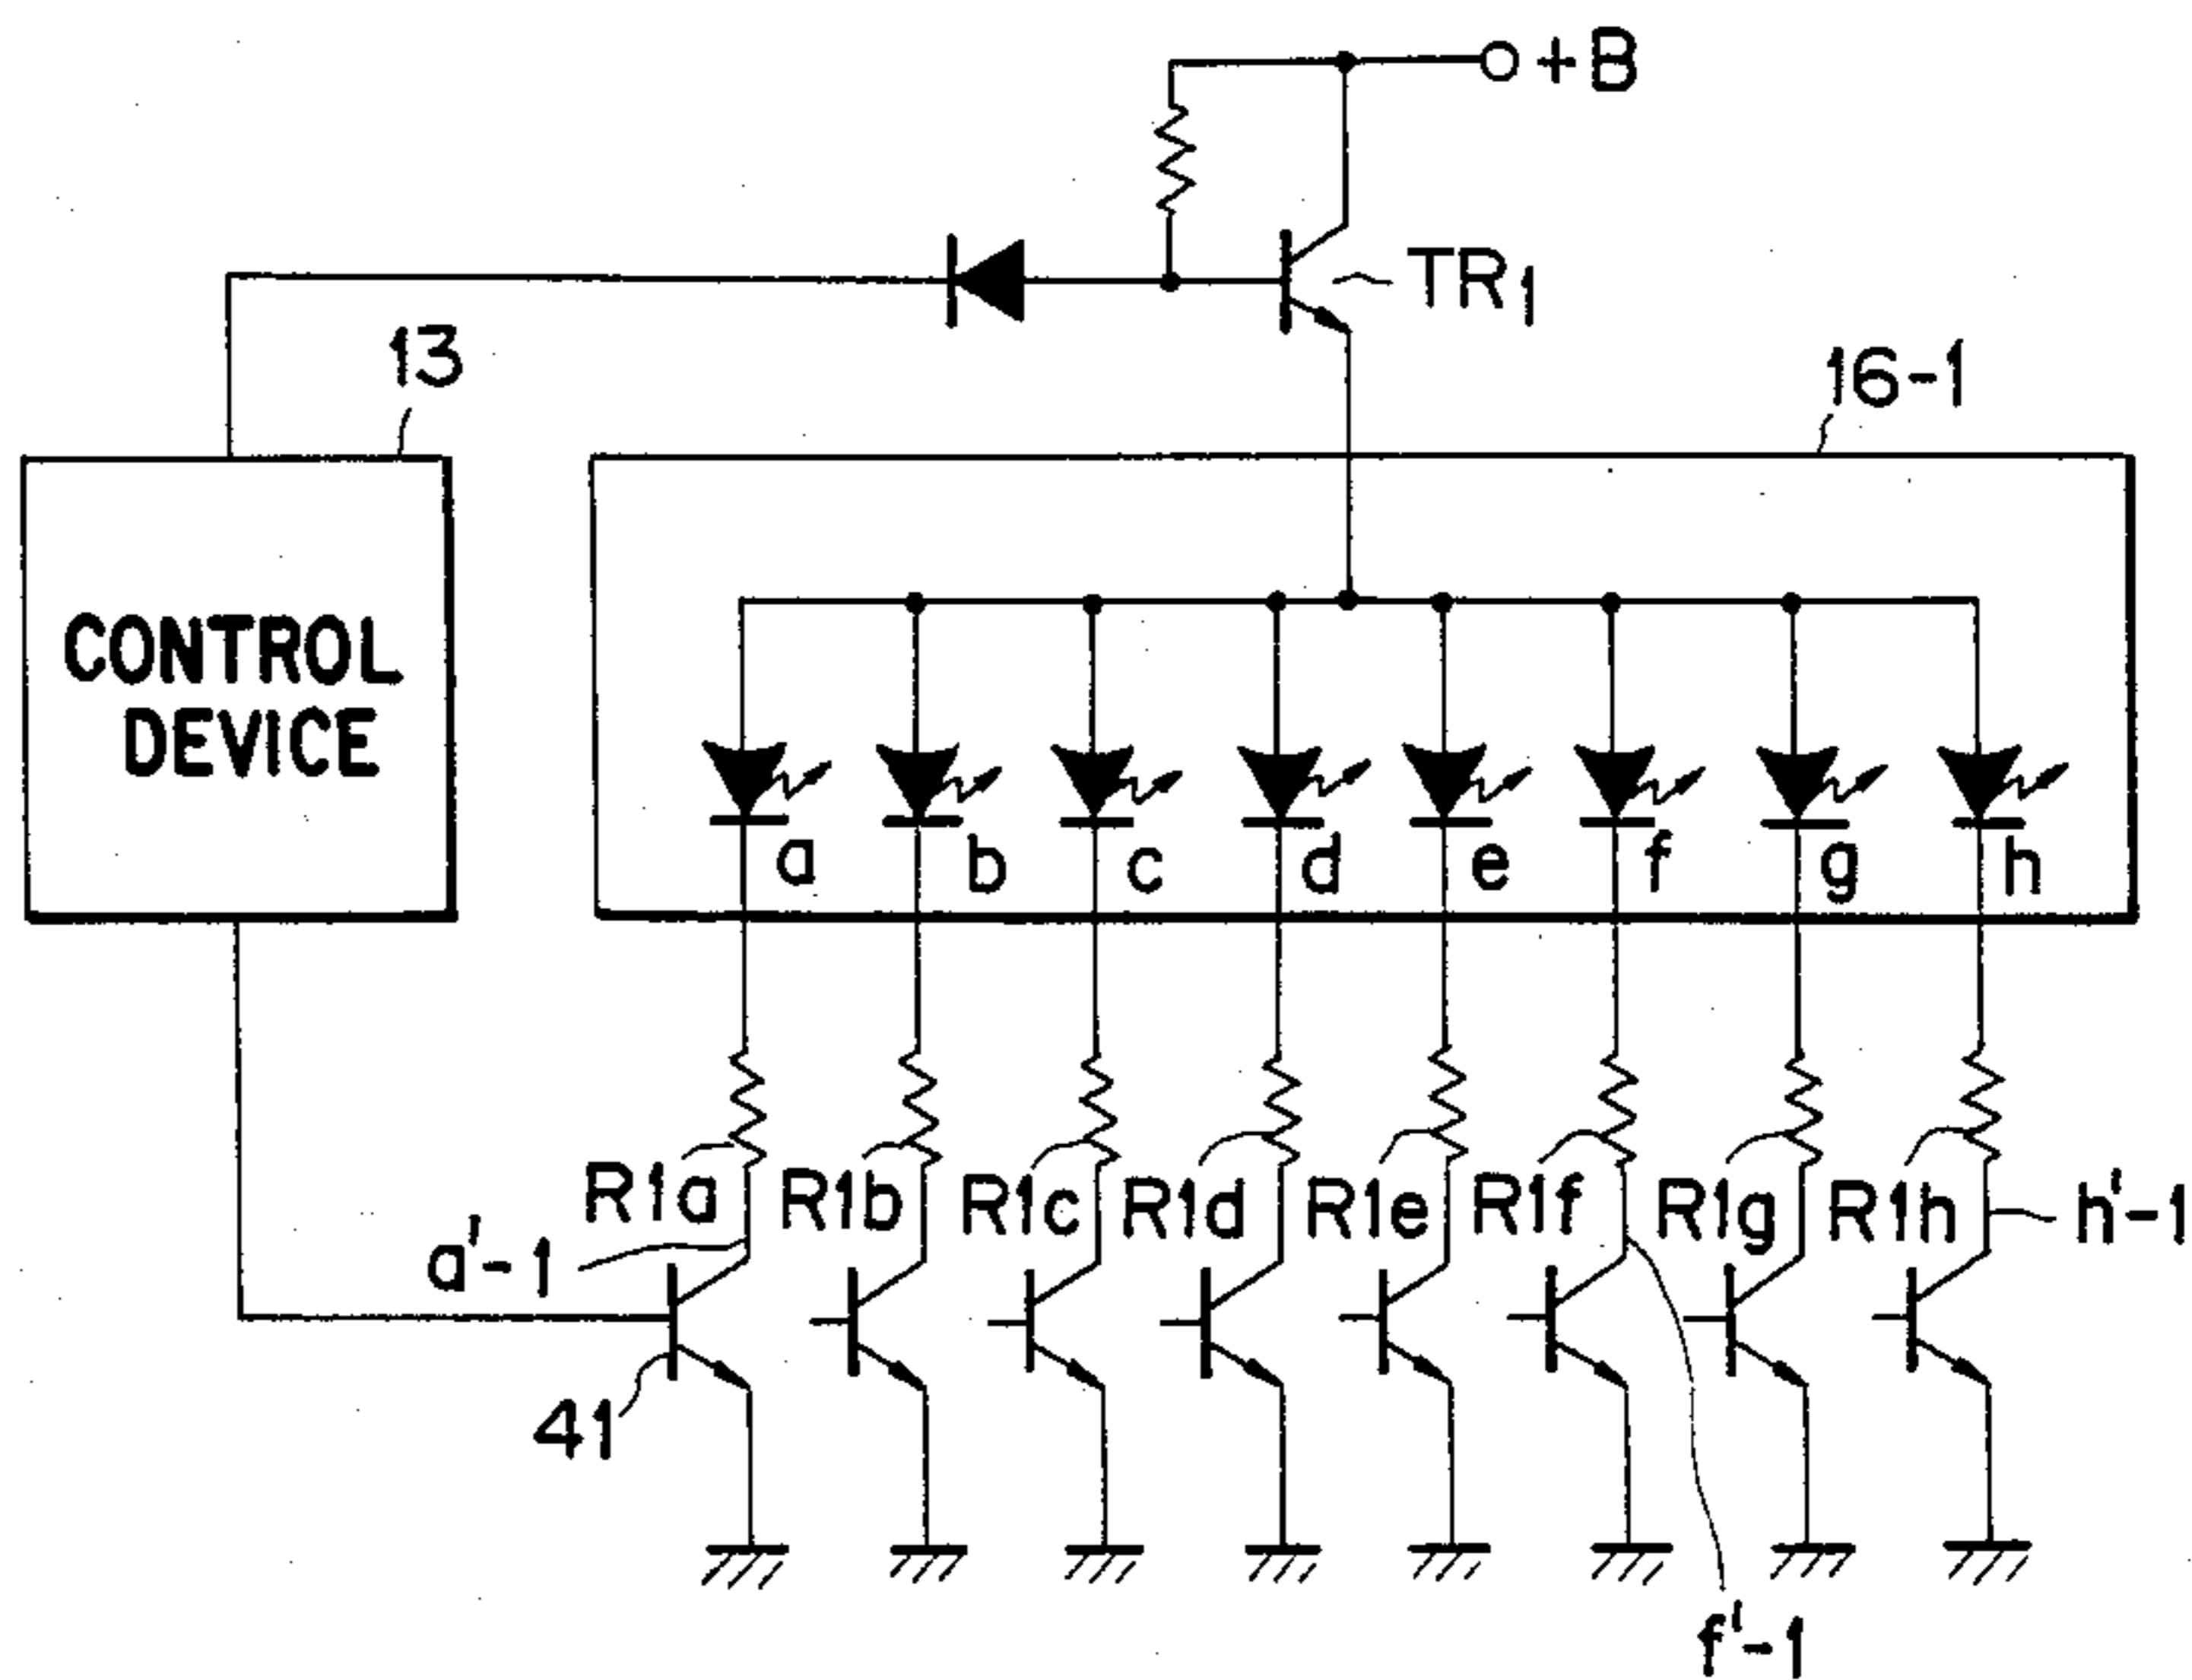 +B
TR1
13
16-1
CONTROL
DEVICE
a b c d e f g h
R1a R1b R1c R1d R1e R1f R1g R1h h'-1
a'-1
41
f'-1